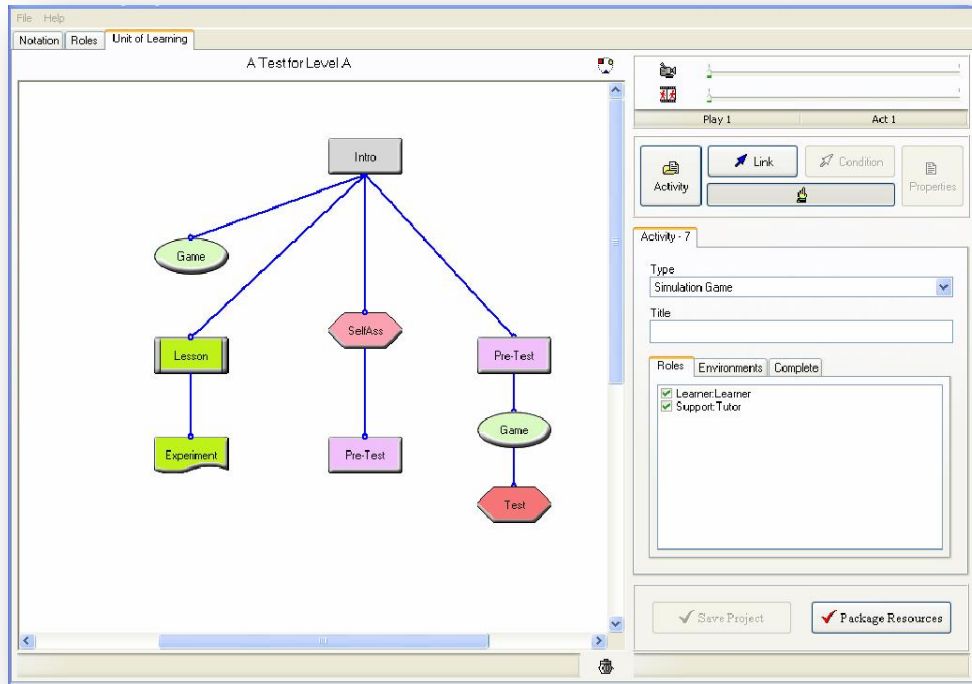 File Help
Notation Roles Unit of Learning
A Test for Level A
Play 1 Act 1
Intro
Link Condition
Activity Properties
Activity - 7
Game
Type
Simulation Game
Title
SelfAss
Lesson Pre-Test
Roles Environments Complete
Learner:Learner
Support:Tutor
Game
Experiment Pre-Test
Test
Save Project Package Resources